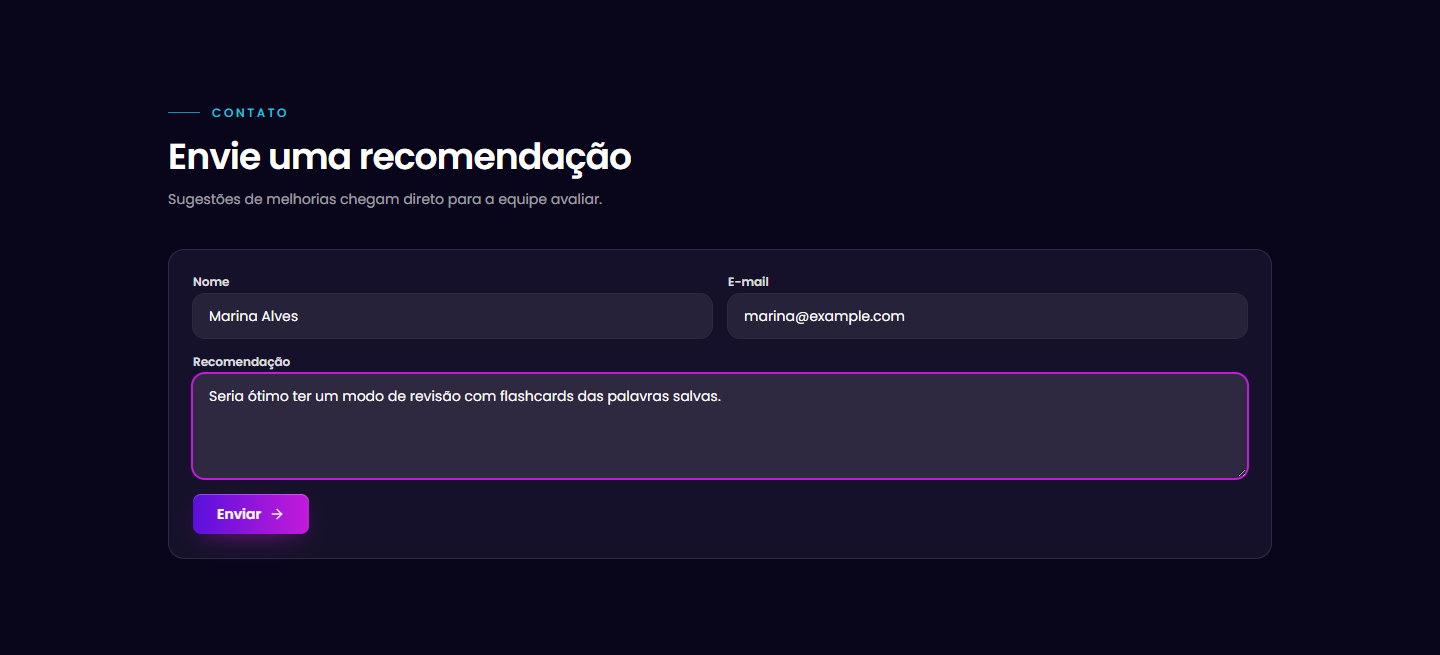 CONTATO
Envie uma recomendação
Sugestões de melhorias chegam direto para a equipe avaliar.
Nome
E-mail
Marina Alves
marina@example.com
Recomendação
Seria ótimo ter um modo de revisão com flashcards das palavras salvas.
Enviar →